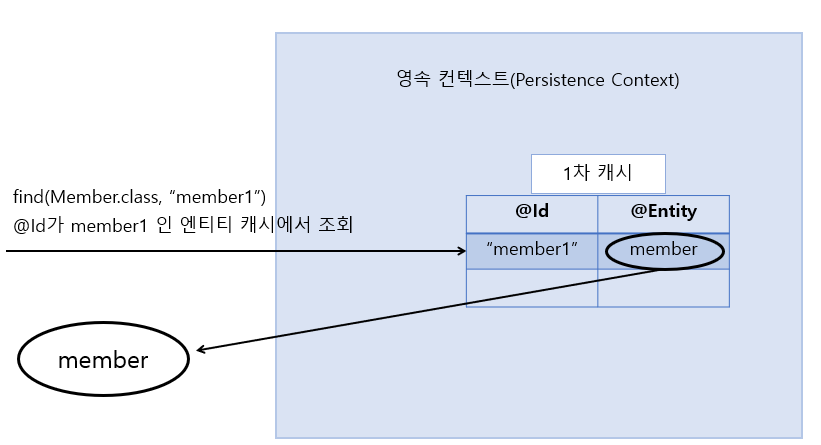 영속 컨텍스트(Persistence Context)
1차 캐시
find(Member.class, “member1”)
@Id가 member1 인 엔티티 캐시에서 조회
@Id @Entity
“member1” member
member